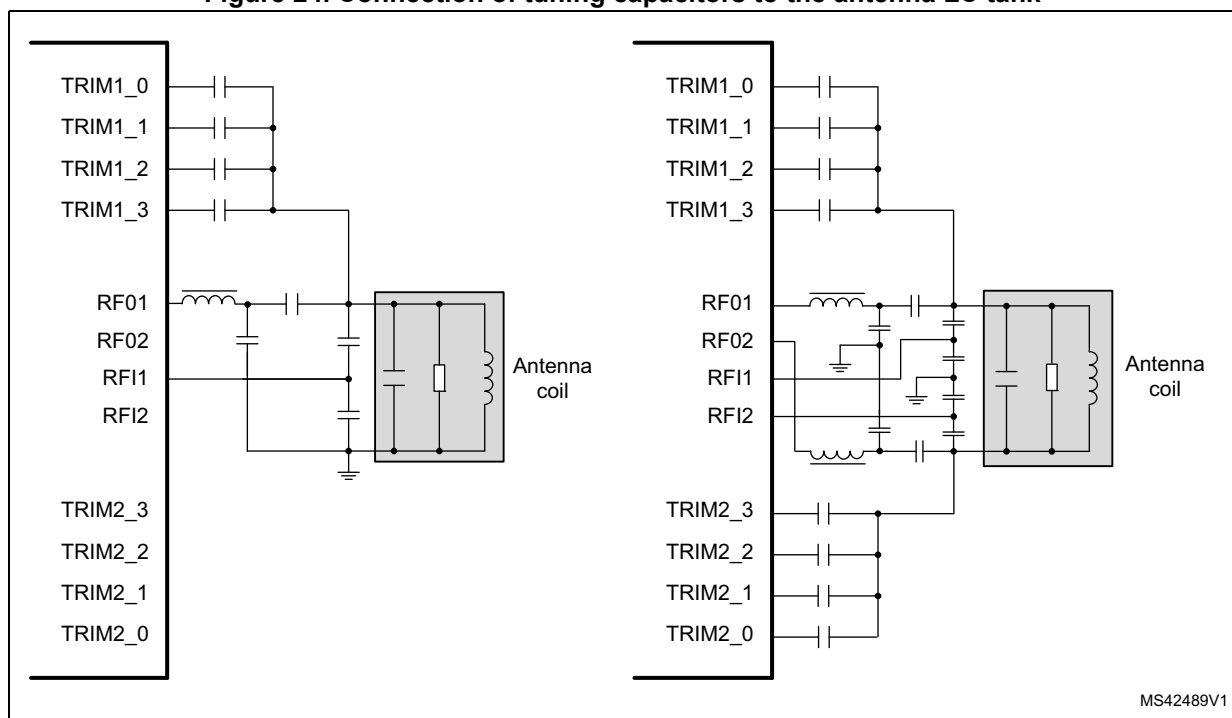 Figure 24. Connection of tuning capacitors to the antenna LC tank
TRIM1_0
TRIM1_1
TRIM1_2
TRIM1_3
RF01
RF02
RFI1
RFI2
TRIM2_3
TRIM2_2
TRIM2_1
TRIM2_0
Antenna
coil
TRIM1_0
TRIM1_1
TRIM1_2
TRIM1_3
RF01
RF02
RFI1
RFI2
TRIM2_3
TRIM2_2
TRIM2_1
TRIM2_0
Antenna
coil
MS42489V1